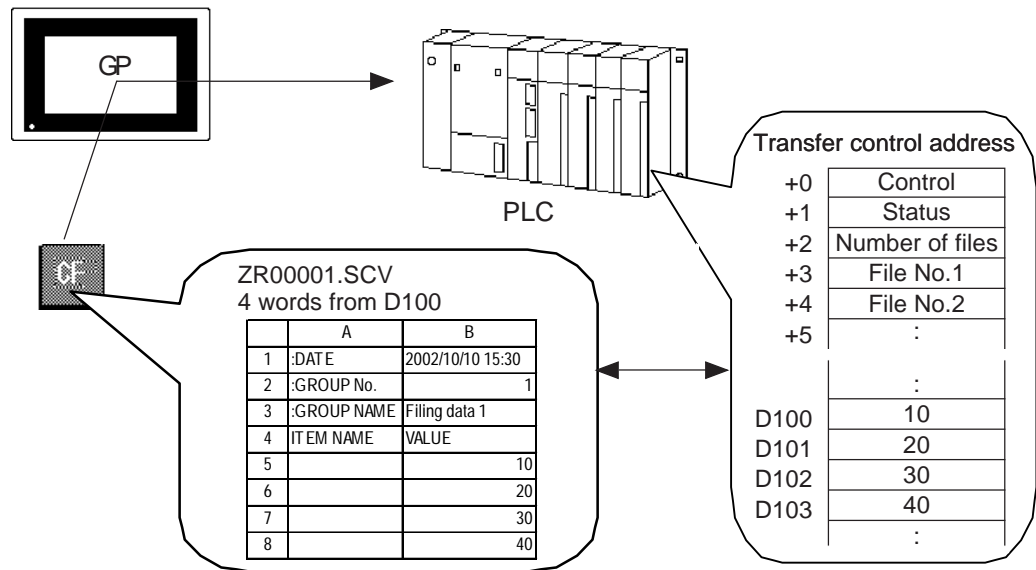 GP
PLC
CF
ZR00001.SCV
4 words from D100
A B
1 :DATE 2002/10/10 15:30
2 :GROUP No. 1
3 :GROUP NAME Filing data 1
4 ITEM NAME VALUE
5 10
6 20
7 30
8 40
Transfer control address
+0 Control
+1 Status
+2 Number of files
+3 File No.1
+4 File No.2
+5 :
:
D100 10
D101 20
D102 30
D103 40
: